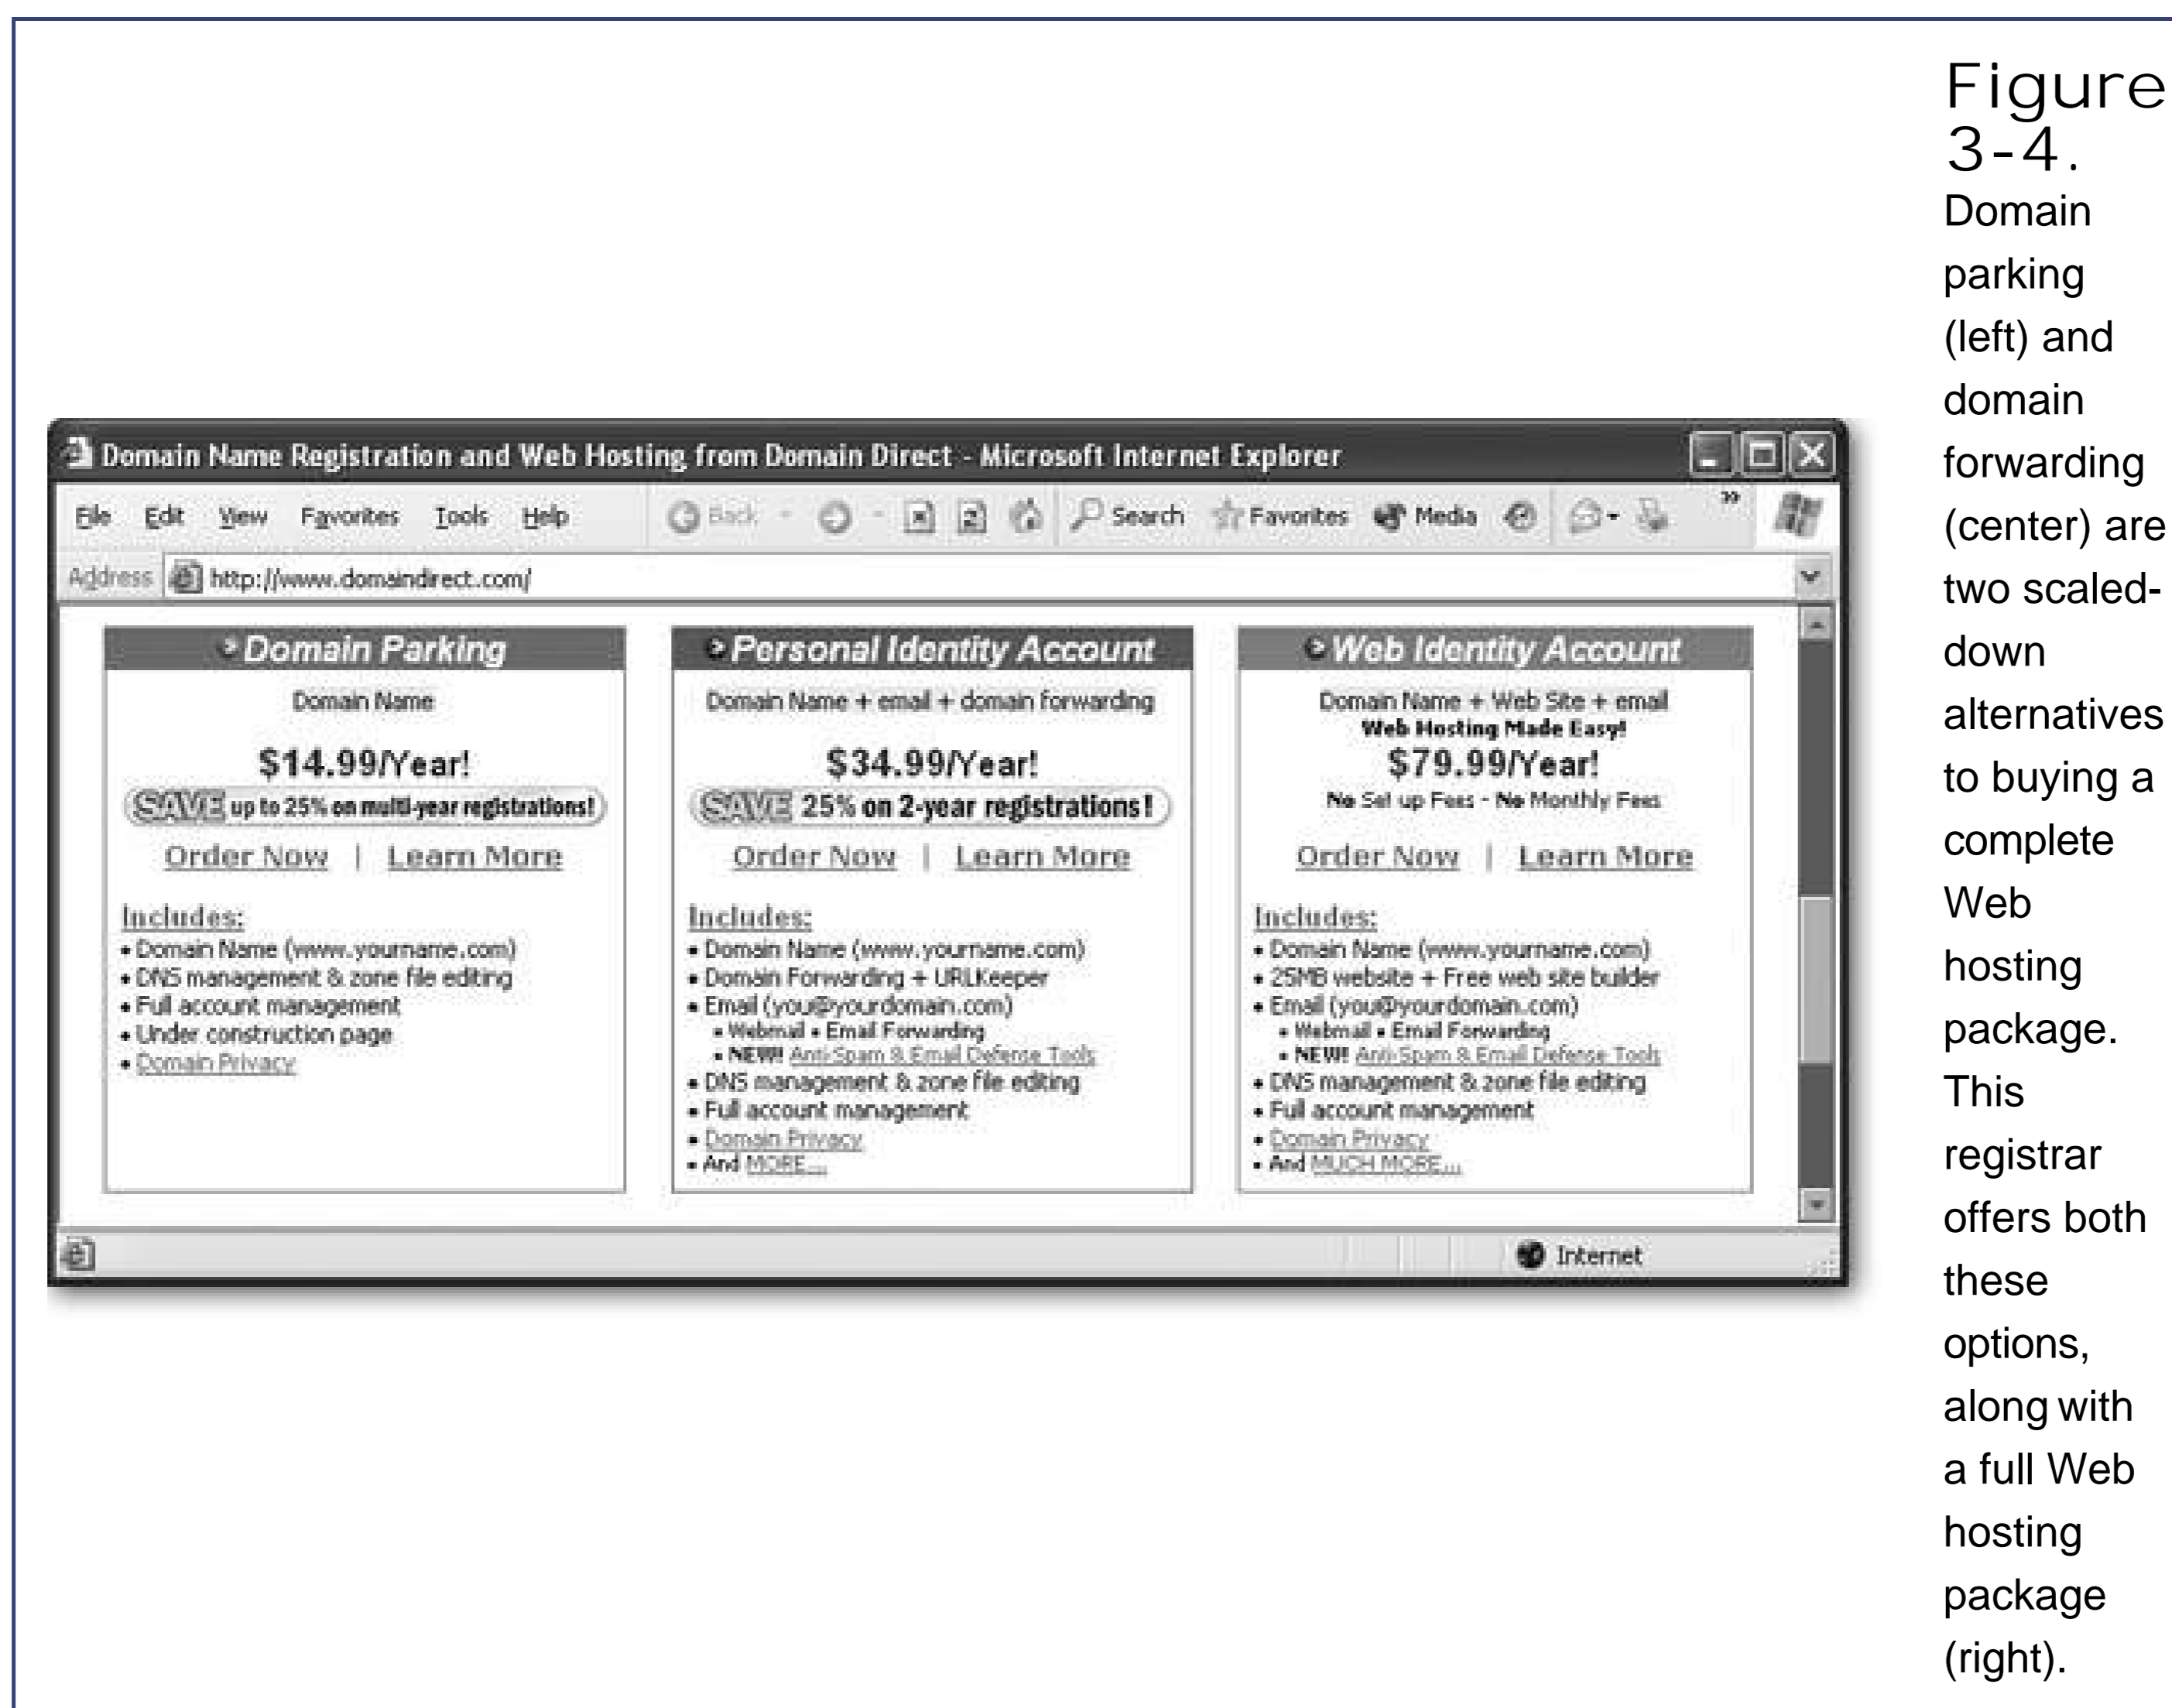 Domain Name Registration and Web Hosting from Domain Direct - Microsoft Internet Explorer
File Edit View Favorites Tools Help Back Search Favorites Media
Address http://www.domaindirect.com/
Domain Parking
Domain Name
$14.99/Year!
SAVE up to 25% on multi-year registrations!
Order Now | Learn More
Includes:
• Domain Name (www.yourname.com)
• DNS management & zone file editing
• Full account management
• Under construction page
• Domain Privacy
Personal Identity Account
Domain Name + email + domain forwarding
$34.99/Year!
SAVE 25% on 2-year registrations!
Order Now | Learn More
Includes:
• Domain Name (www.yourname.com)
• Domain Forwarding + URLKeeper
• Email (you@yourdomain.com)
• Webmail • Email Forwarding
• NEW! Anti-Spam & Email Defense Tools
• DNS management & zone file editing
• Full account management
• Domain Privacy
• And MORE...
Web Identity Account
Domain Name + Web Site + email
Web Hosting Made Easy!
$79.99/Year!
No Set up Fees - No Monthly Fees
Order Now | Learn More
Includes:
• Domain Name (www.yourname.com)
• 25MB website + Free web site builder
• Email (you@yourdomain.com)
• Webmail • Email Forwarding
• NEW! Anti-Spam & Email Defense Tools
• DNS management & zone file editing
• Full account management
• Domain Privacy
• And MUCH MORE...
Internet
Figure
3-4.
Domain
parking
(left) and
domain
forwarding
(center) are
two scaled-
down
alternatives
to buying a
complete
Web
hosting
package.
This
registrar
offers both
these
options,
along with
a full Web
hosting
package
(right).